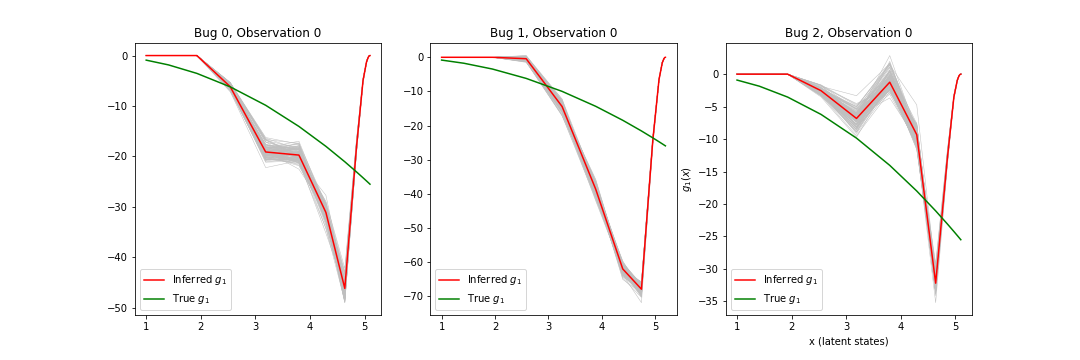 Bug 0, Observation 0
0
−10
−20
−30
−40
−50
1 2 3 4 5
Inferred g₁
True g₁
Bug 1, Observation 0
0
−10
−20
−30
−40
−50
−60
−70
1 2 3 4 5
Inferred g₁
True g₁
Bug 2, Observation 0
g₁(x)
0
−5
−10
−15
−20
−25
−30
−35
1 2 3 4 5
x (latent states)
Inferred g₁
True g₁